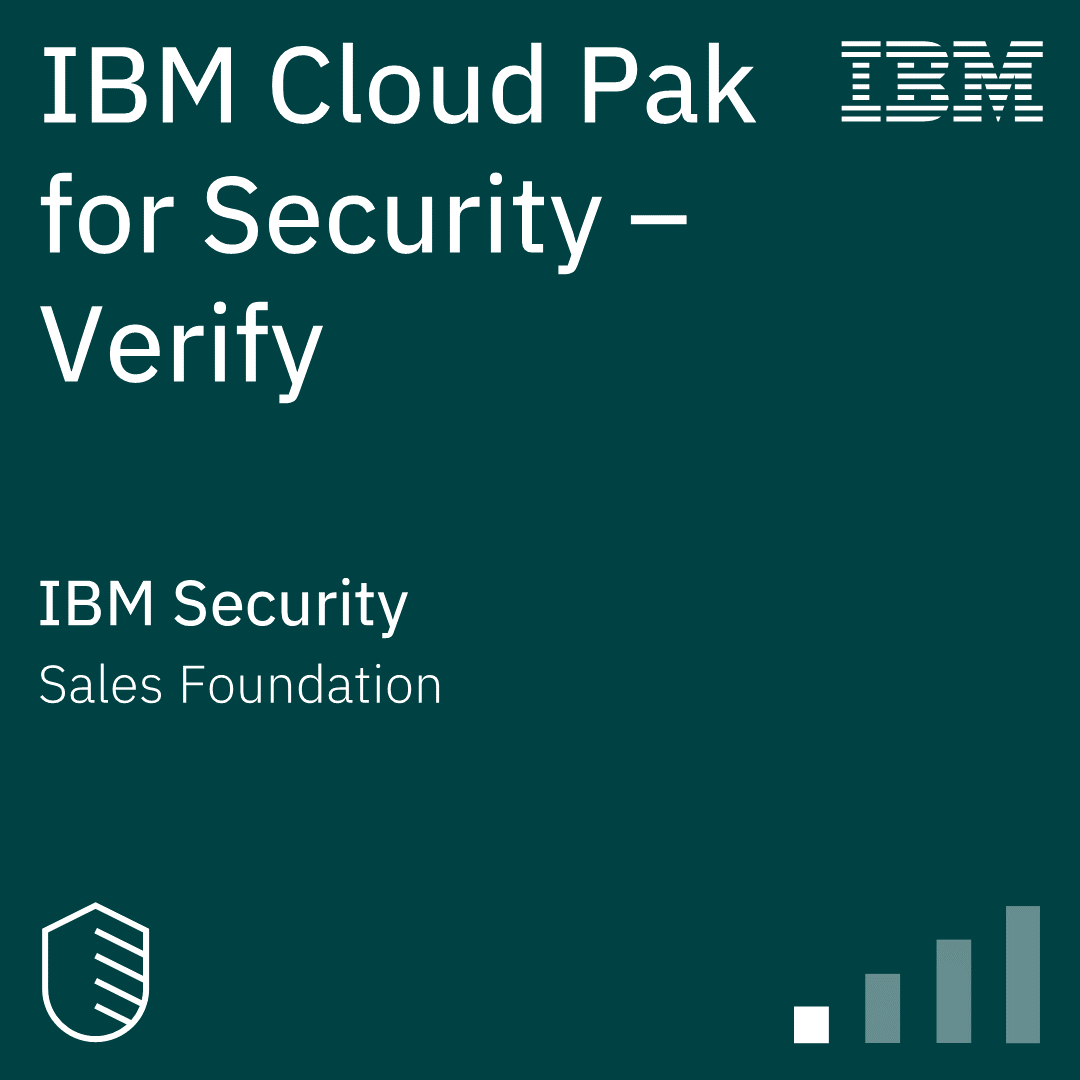 IBM Cloud Pak
IBM
for Security –
Verify
IBM Security
Sales Foundation